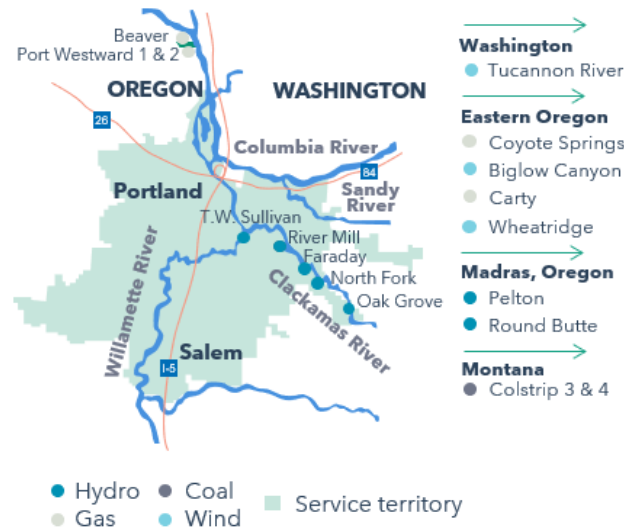 Beaver
Port Westward 1 & 2
OREGON
WASHINGTON
26
Columbia River
84
Sandy
River
Portland
T.W. Sullivan
River Mill
Faraday
North Fork
Oak Grove
Willamette River
Clackamas River
Salem
I-5
Washington
Tucannon River
Eastern Oregon
Coyote Springs
Biglow Canyon
Carty
Wheatridge
Madras, Oregon
Pelton
Round Butte
Montana
Colstrip 3 & 4
Hydro
Coal
Service territory
Gas
Wind